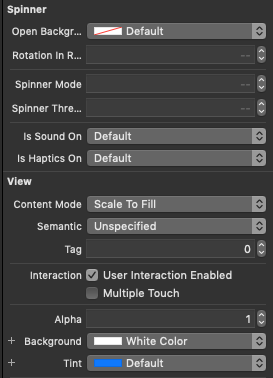 Spinner
Open Backgr... Default
Rotation In R... --
Spinner Mode --
Spinner Thre... --
Is Sound On Default
Is Haptics On Default
View
Content Mode Scale To Fill
Semantic Unspecified
Tag 0
Interaction User Interaction Enabled
Multiple Touch
Alpha 1
+ Background White Color
+ Tint Default